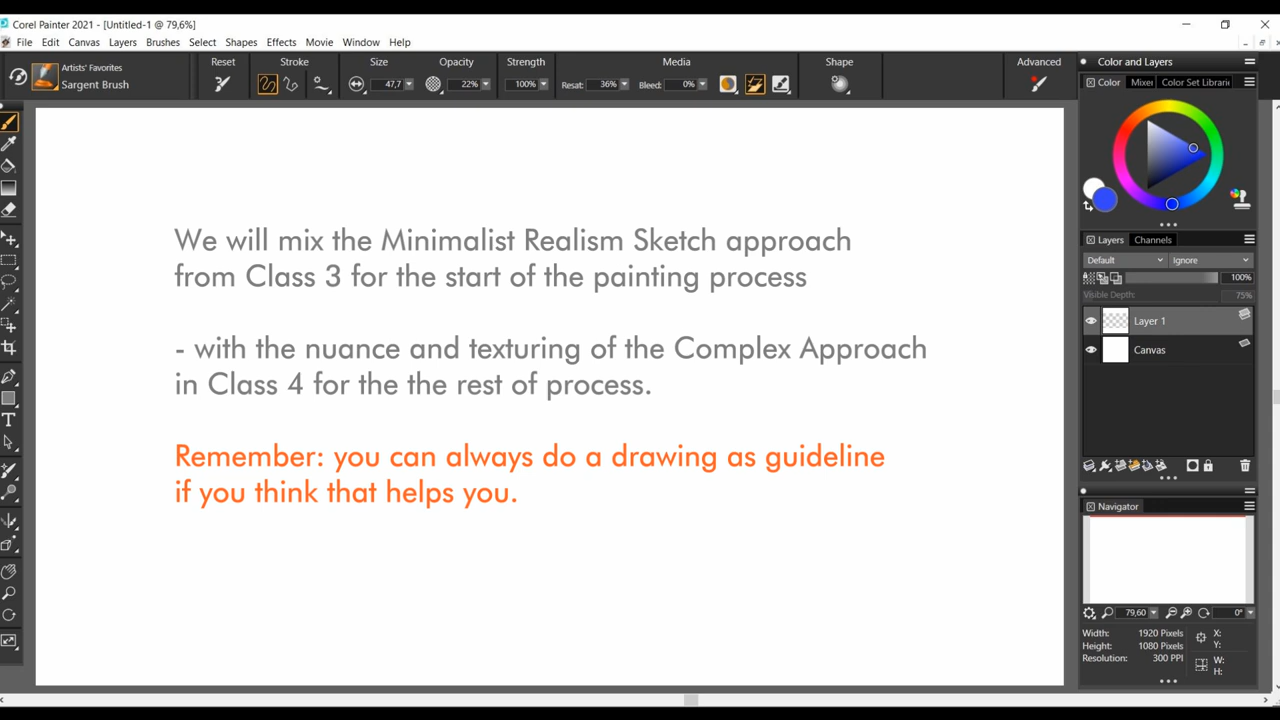 Corel Painter 2021 - [Untitled-1 @ 79,6%]
File Edit Canvas Layers Brushes Select Shapes Effects Movie Window Help
Artists' Favorites
Sargent Brush
Reset Stroke Size Opacity Strength Media Shape Advanced
47,7 22% 100% Resat: 36% Bleed: 0%
Color and Layers
Color Mixer Color Set Librarie
Layers Channels
Default Ignore
100%
Visible Depth: 75%
Layer 1
Canvas
Navigator
79,60 0°
Width: 1920 Pixels X:
Height: 1080 Pixels Y:
Resolution: 300 PPI W:
H:
We will mix the Minimalist Realism Sketch approach
from Class 3 for the start of the painting process
- with the nuance and texturing of the Complex Approach
in Class 4 for the the rest of process.
Remember: you can always do a drawing as guideline
if you think that helps you.